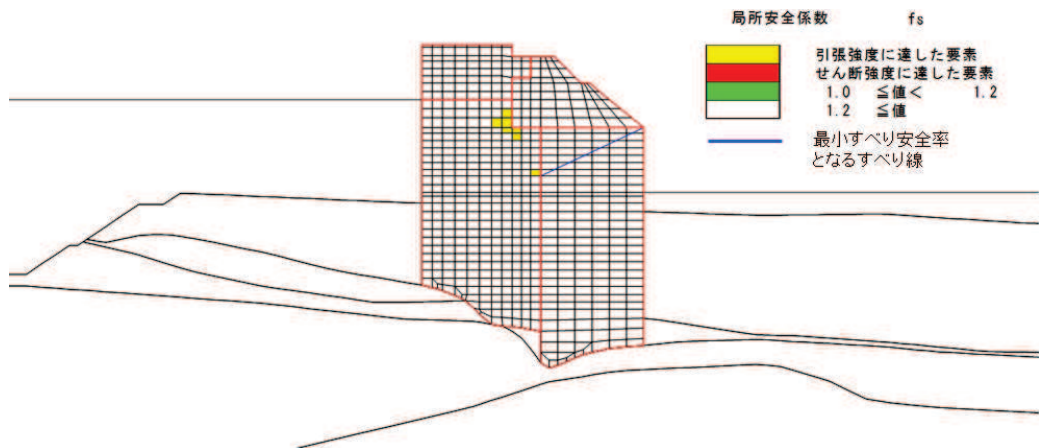 局所安全係数 fs
引張強度に達した要素
せん断強度に達した要素
1.0 ≦値< 1.2
1.2 ≦値
最小すべり安全率
となるすべり線